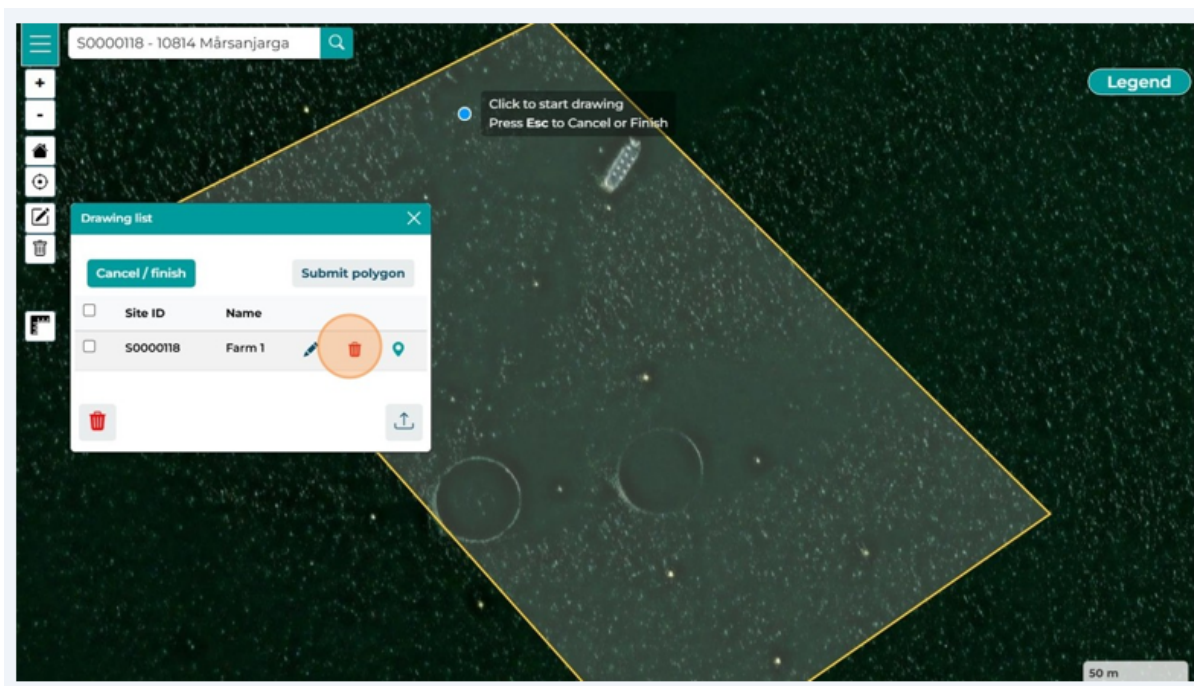 S0000118 - 10814 Mårsanjarga
Legend
+
-
Click to start drawing
Press Esc to Cancel or Finish
Drawing list
Cancel / finish Submit polygon
Site ID Name
S0000118 Farm 1
50 m